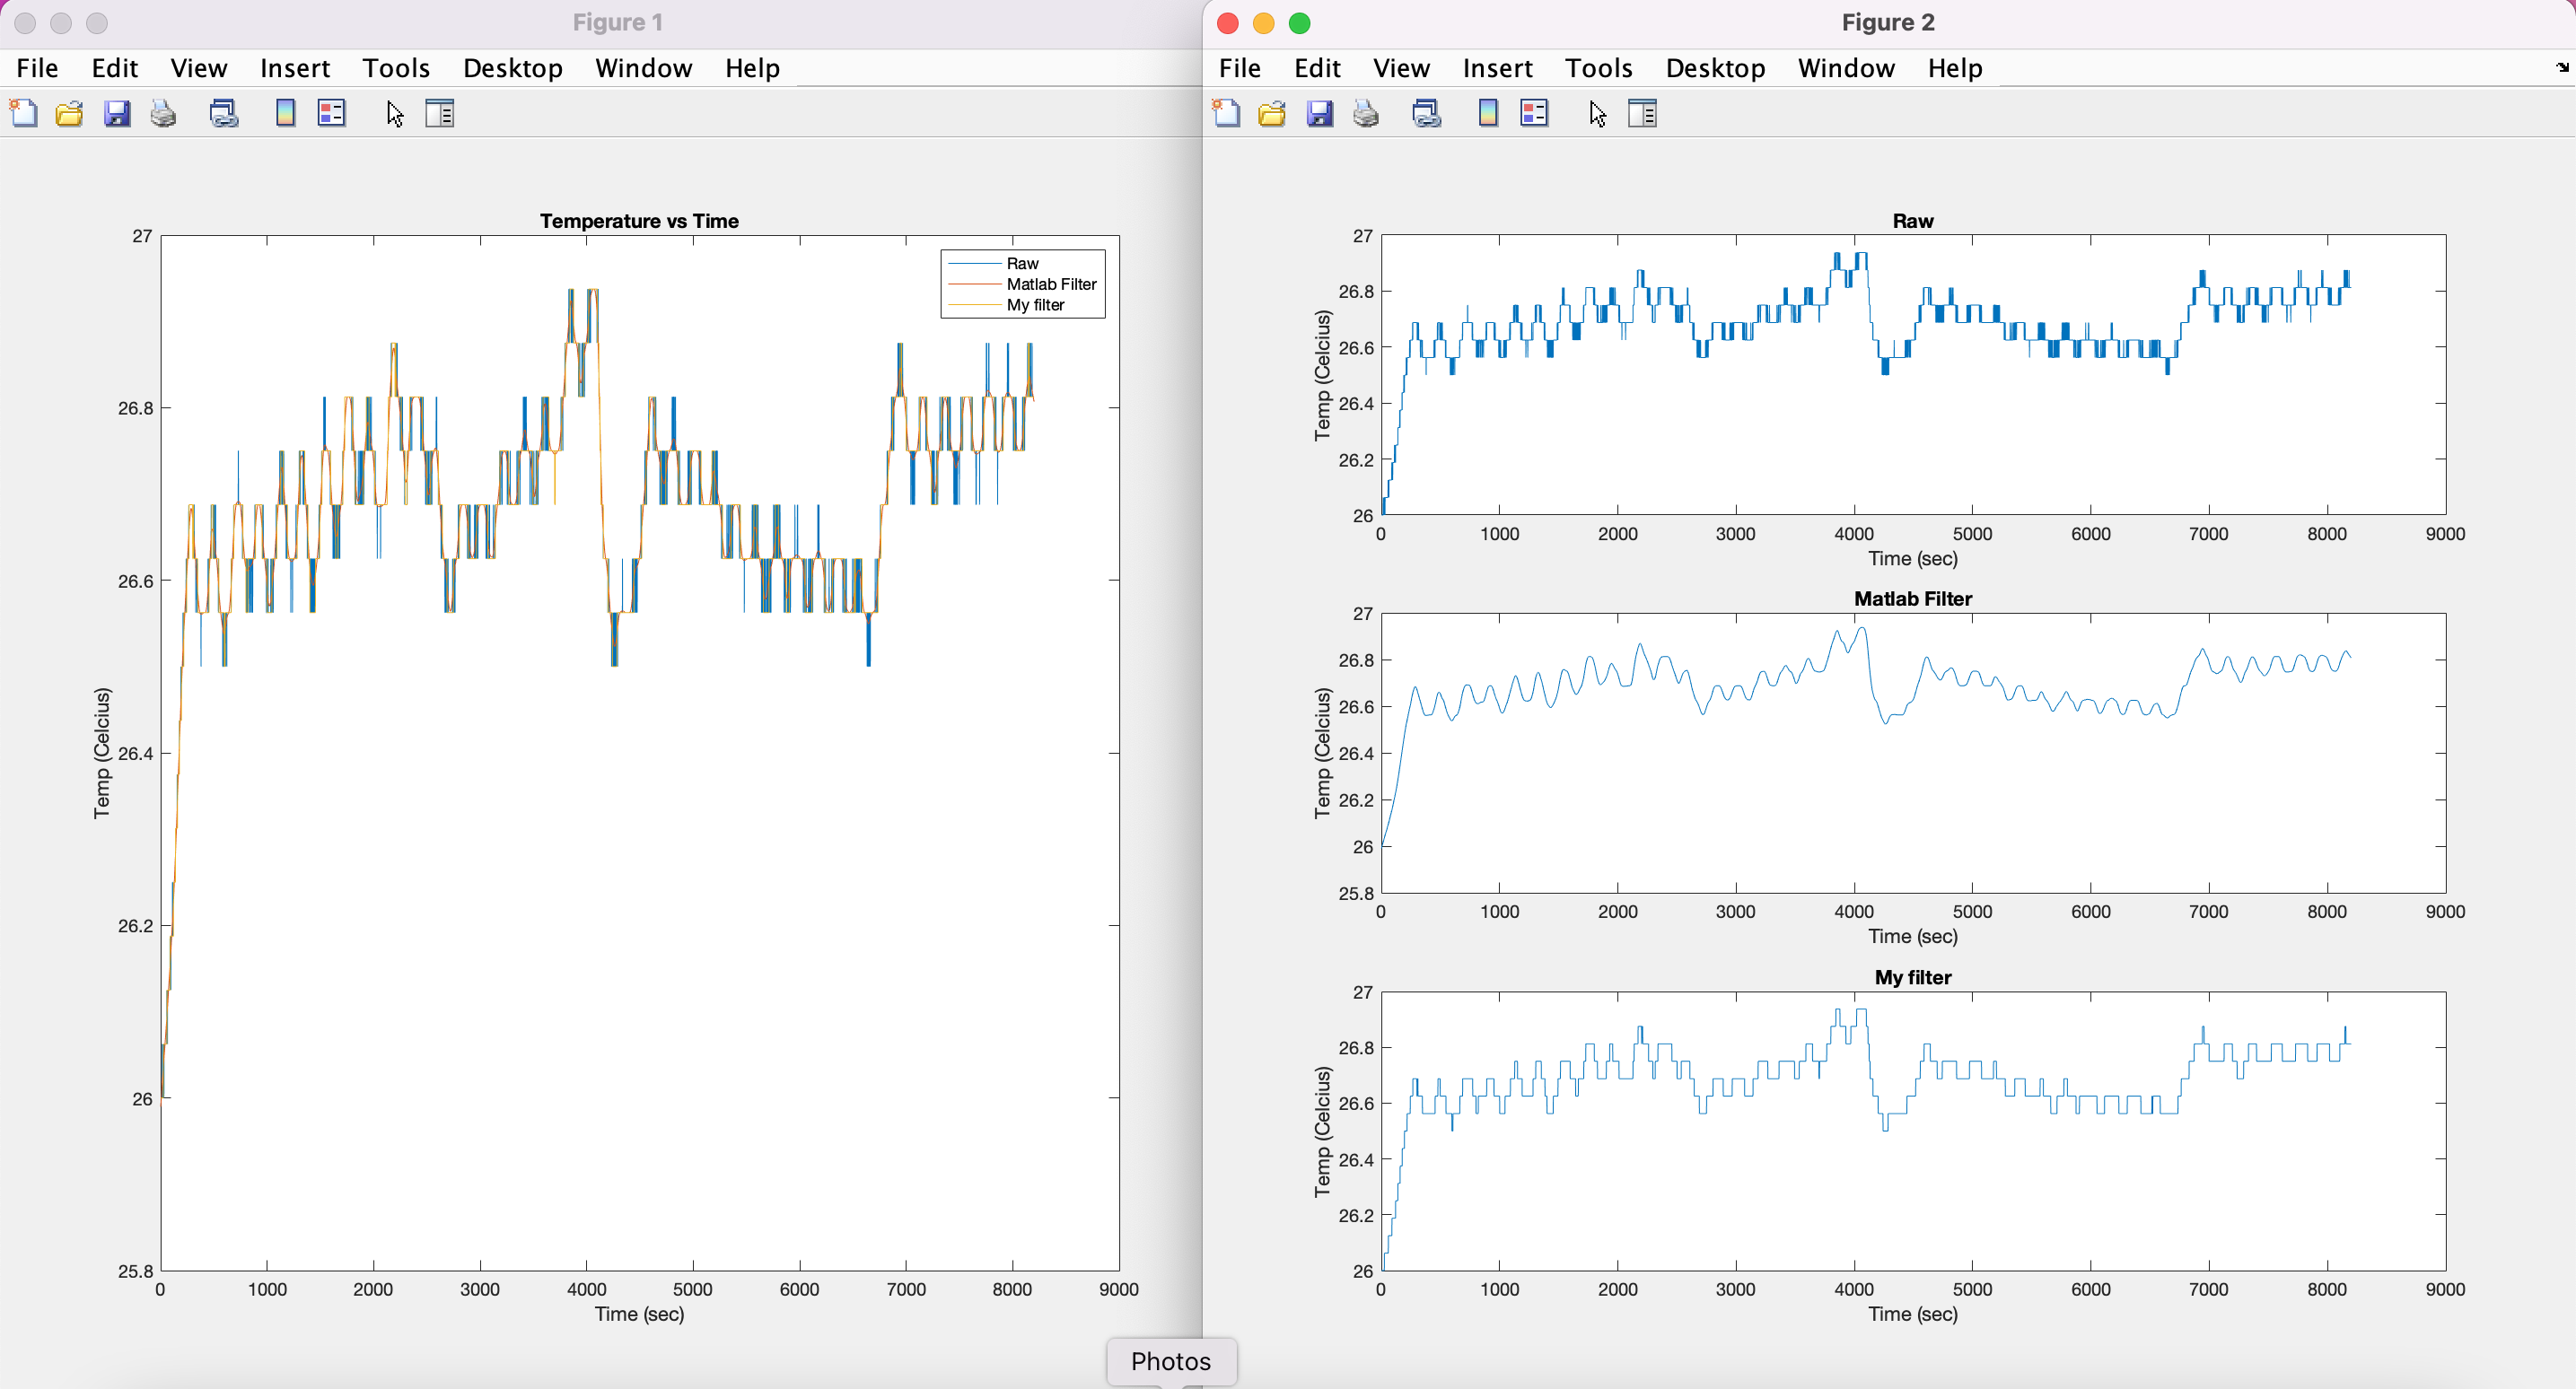 Figure 1
File Edit View Insert Tools Desktop Window Help
Temperature vs Time
27
26.8
26.6
26.4
26.2
26
25.8
Temp (Celcius)
Raw
Matlab Filter
My filter
0 1000 2000 3000 4000 5000 6000 7000 8000 9000
Time (sec)
Figure 2
File Edit View Insert Tools Desktop Window Help
Raw
27
26.8
26.6
26.4
26.2
26
Temp (Celcius)
0 1000 2000 3000 4000 5000 6000 7000 8000 9000
Time (sec)
Matlab Filter
27
26.8
26.6
26.4
26.2
26
25.8
Temp (Celcius)
0 1000 2000 3000 4000 5000 6000 7000 8000 9000
Time (sec)
My filter
27
26.8
26.6
26.4
26.2
26
Temp (Celcius)
0 1000 2000 3000 4000 5000 6000 7000 8000 9000
Time (sec)
Photos